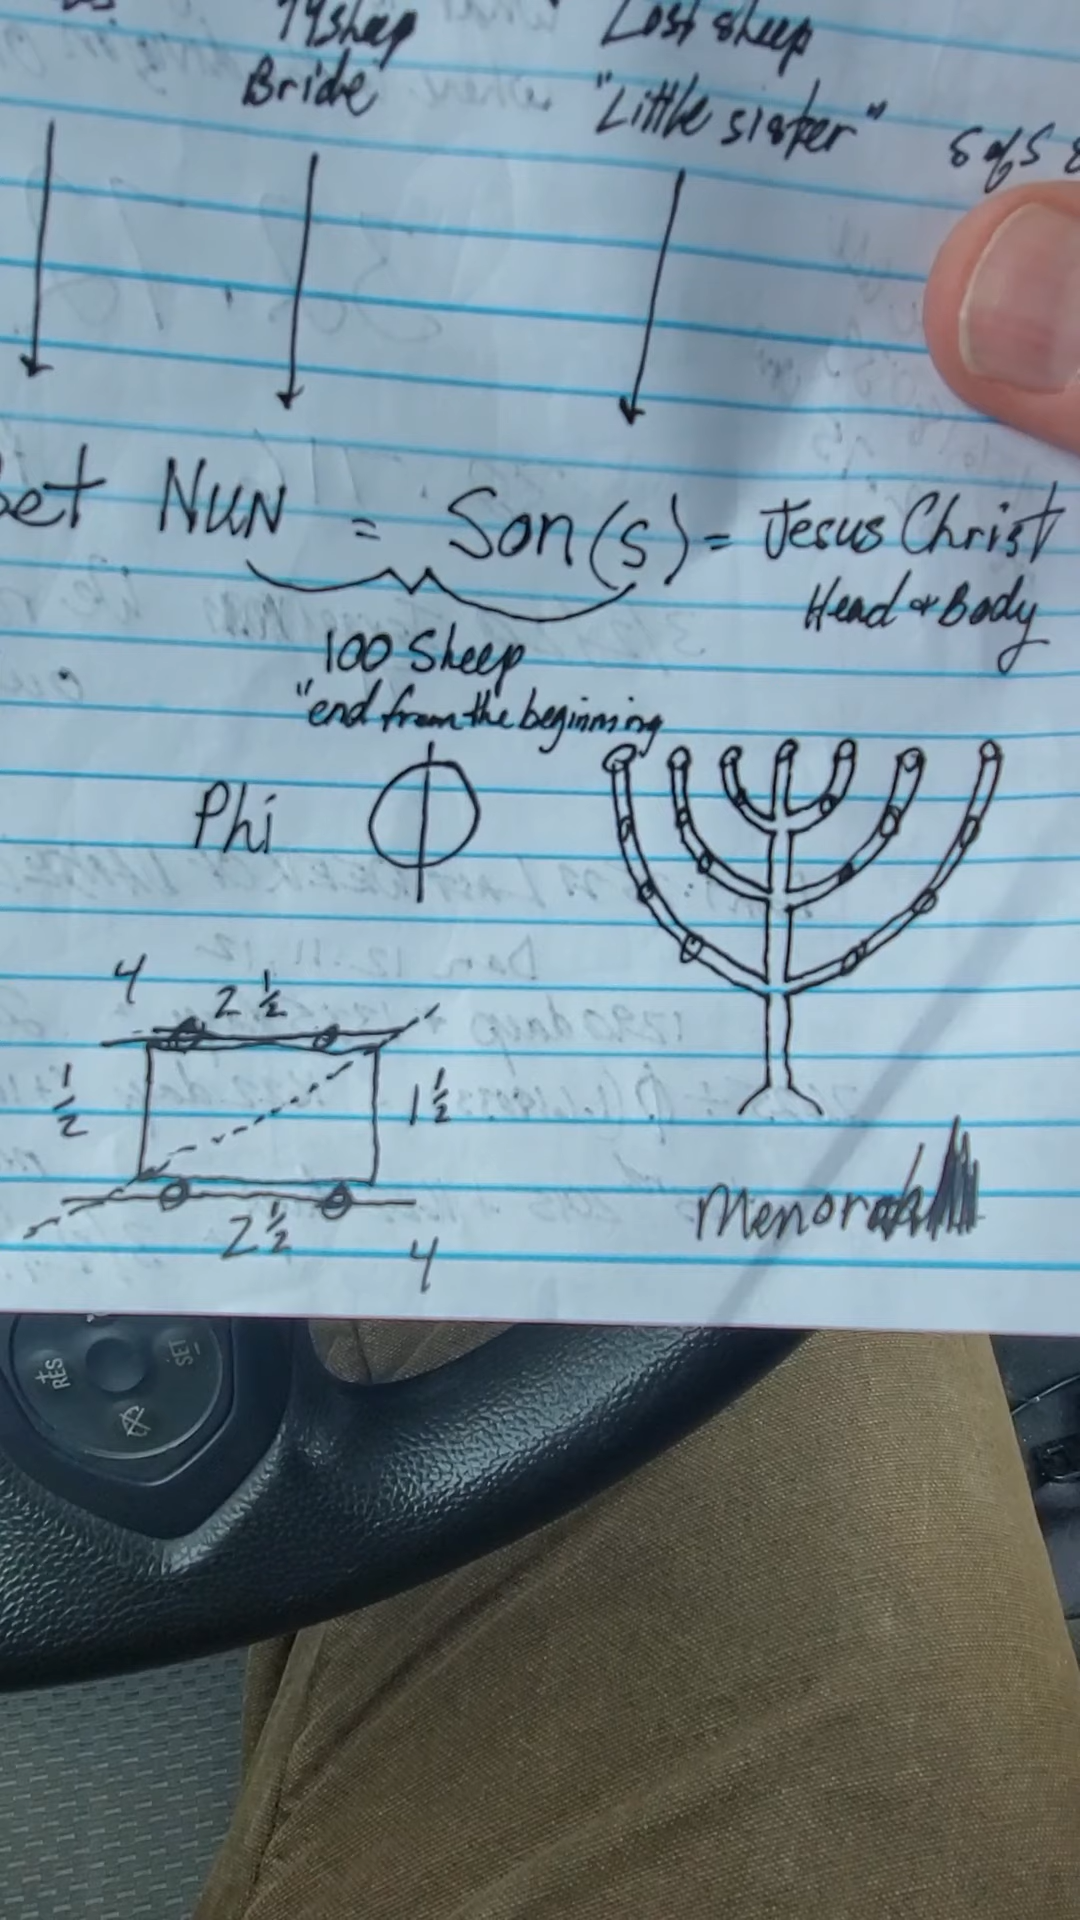 99 sheep Lost sheep
Bride "Little sister"
NUN = Son(s) = Jesus Christ
Head & Body
100 Sheep
"end from the beginning
Phi Φ
4 2 1/2
1/2 1 1/2
2 1/2 4
Menorah
+
RES
SET